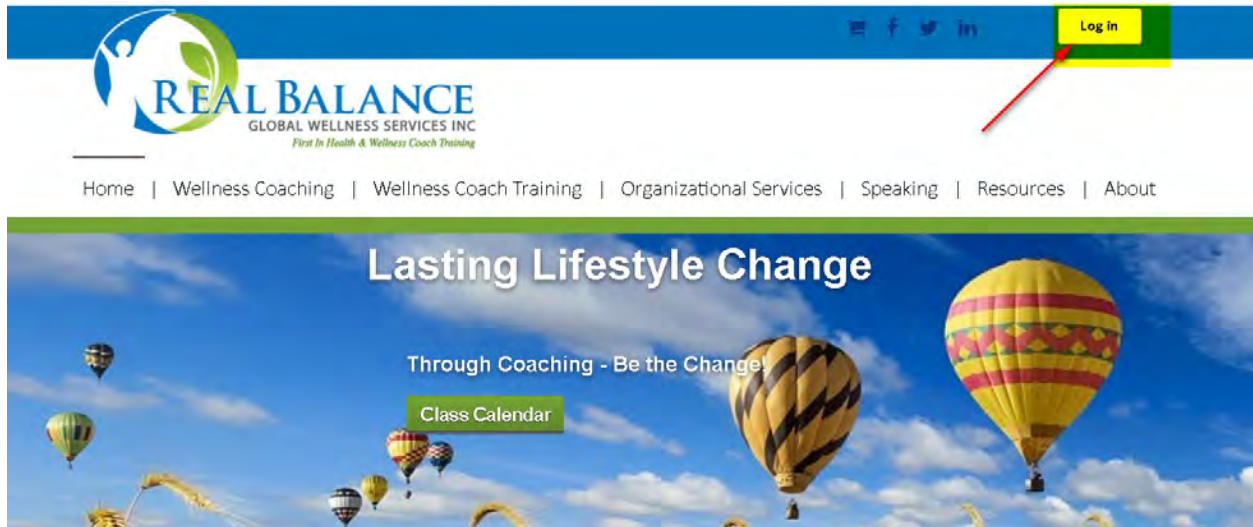 Log in
REAL BALANCE
GLOBAL WELLNESS SERVICES INC
First In Health & Wellness Coach Training
Home | Wellness Coaching | Wellness Coach Training | Organizational Services | Speaking | Resources | About
Lasting Lifestyle Change
Through Coaching - Be the Change!
Class Calendar